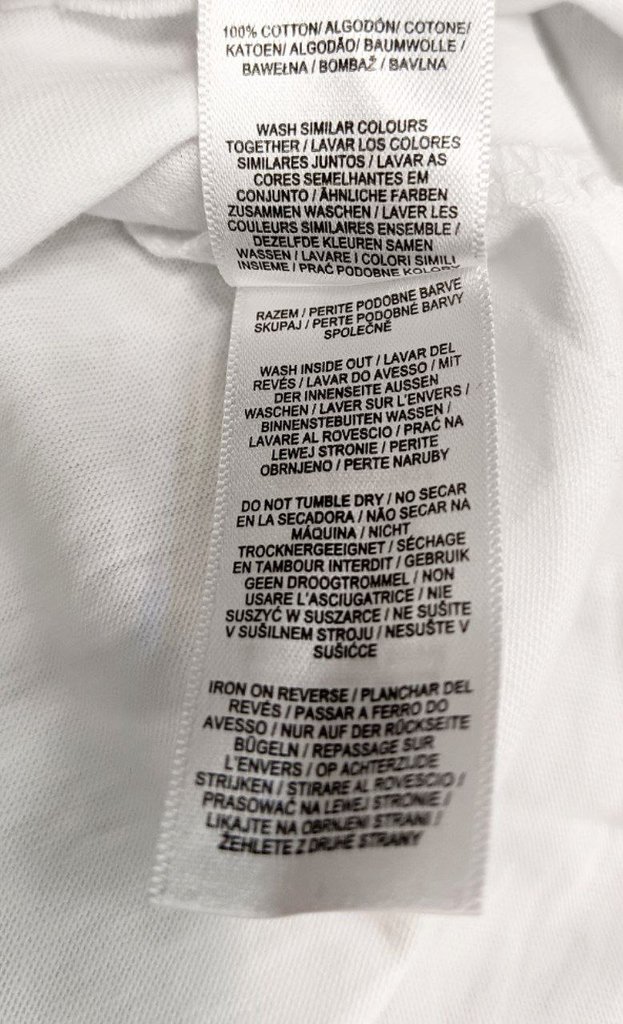 100% COTTON/ ALGODÓN/ COTONE/
KATOEN/ ALGODÃO/ BAUMWOLLE /
BAWEŁNA / BOMBAŽ / BAVLNA
WASH SIMILAR COLOURS
TOGETHER / LAVAR LOS COLORES
SIMILARES JUNTOS / LAVAR AS
CORES SEMELHANTES EM
CONJUNTO / ÄHNLICHE FARBEN
ZUSAMMEN WASCHEN / LAVER LES
COULEURS SIMILAIRES ENSEMBLE /
DEZELFDE KLEUREN SAMEN
WASSEN / LAVARE I COLORI SIMILI
INSIEME / PRAĆ PODOBNE KOLORY
RAZEM / PERITE PODOBNE BARVE
SKUPAJ / PERTE PODOBNÉ BARVY
SPOLEČNĚ
WASH INSIDE OUT / LAVAR DEL
REVÉS / LAVAR DO AVESSO / MIT
DER INNENSEITE AUSSEN
WASCHEN / LAVER SUR L'ENVERS /
BINNENSTEBUITEN WASSEN /
LAVARE AL ROVESCIO / PRAĆ NA
LEWEJ STRONIE / PERITE
OBRNJENO / PERTE NARUBY
DO NOT TUMBLE DRY / NO SECAR
EN LA SECADORA / NÃO SECAR NA
MÁQUINA / NICHT
TROCKNERGEEIGNET / SÉCHAGE
EN TAMBOUR INTERDIT / GEBRUIK
GEEN DROOGTROMMEL / NON
USARE L'ASCIUGATRICE / NIE
SUSZYĆ W SUSZARCE / NE SUŠITE
V SUŠILNEM STROJU / NESUŠTE V
SUŠIĆCE
IRON ON REVERSE / PLANCHAR DEL
REVÉS / PASSAR A FERRO DO
AVESSO / NUR AUF DER RÜCKSEITE
BÜGELN / REPASSAGE SUR
L'ENVERS / OP ACHTERZIJDE
STRIJKEN / STIRARE AL ROVESCIO /
PRASOWAĆ NA LEWEJ STRONIE /
LIKAJTE NA OBRNJENI STRANI /
ŽEHLETE Z DRUHÉ STRANY